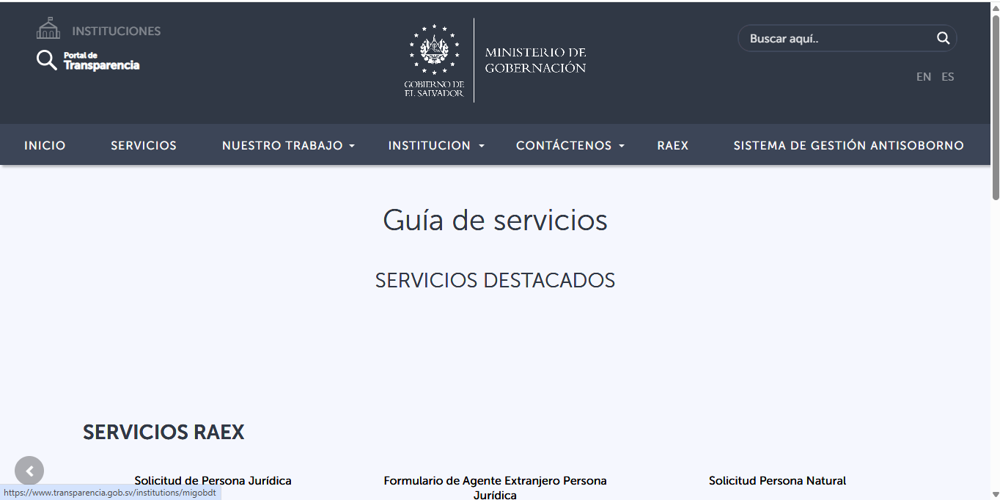 INSTITUCIONES
Portal de
Transparencia
GOBIERNO DE
EL SALVADOR
MINISTERIO DE
GOBERNACIÓN
Buscar aquí..
EN ES
INICIO SERVICIOS NUESTRO TRABAJO INSTITUCION CONTÁCTENOS RAEX SISTEMA DE GESTIÓN ANTISOBORNO
Guía de servicios
SERVICIOS DESTACADOS
SERVICIOS RAEX
Solicitud de Persona Jurídica
Formulario de Agente Extranjero Persona
Jurídica
Solicitud Persona Natural
https://www.transparencia.gob.sv/institutions/migobdt